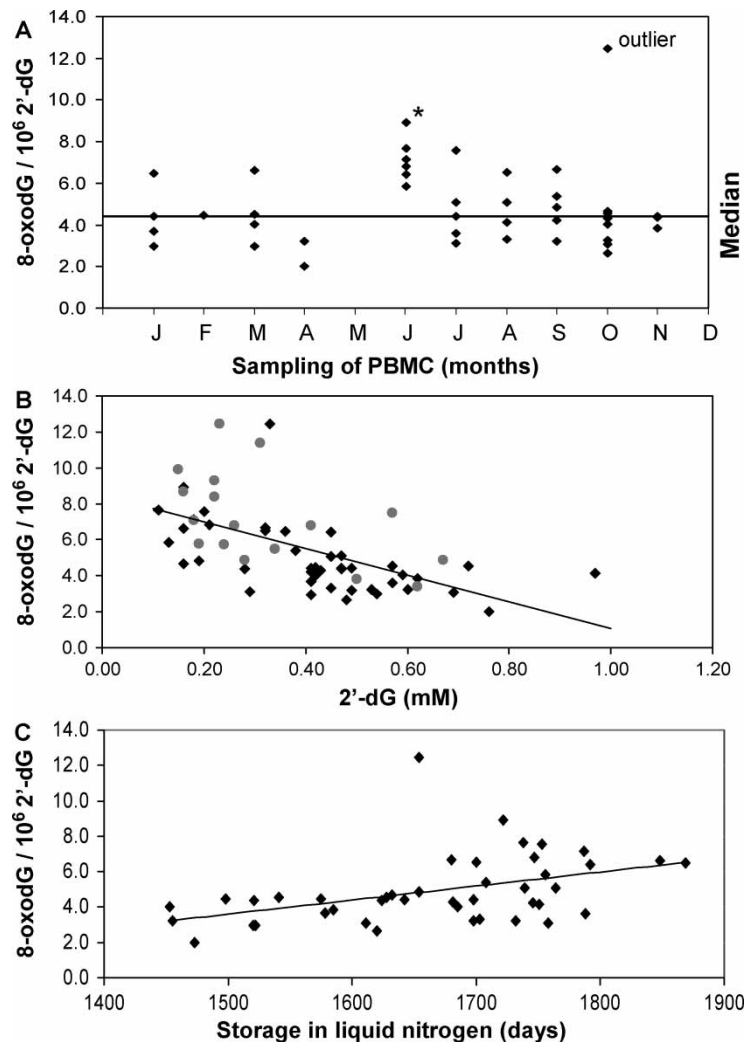 A
14.0
12.0
10.0
8.0
6.0
4.0
2.0
0.0
8-oxodG / 10⁶ 2'-dG
outlier
*
Median
J F M A M J J A S O N D
Sampling of PBMC (months)
B
14.0
12.0
10.0
8.0
6.0
4.0
2.0
0.0
8-oxodG / 10⁶ 2'-dG
0.00 0.20 0.40 0.60 0.80 1.00 1.20
2'-dG (mM)
C
14.0
12.0
10.0
8.0
6.0
4.0
2.0
0.0
8-oxodG / 10⁶ 2'-dG
1400 1500 1600 1700 1800 1900
Storage in liquid nitrogen (days)